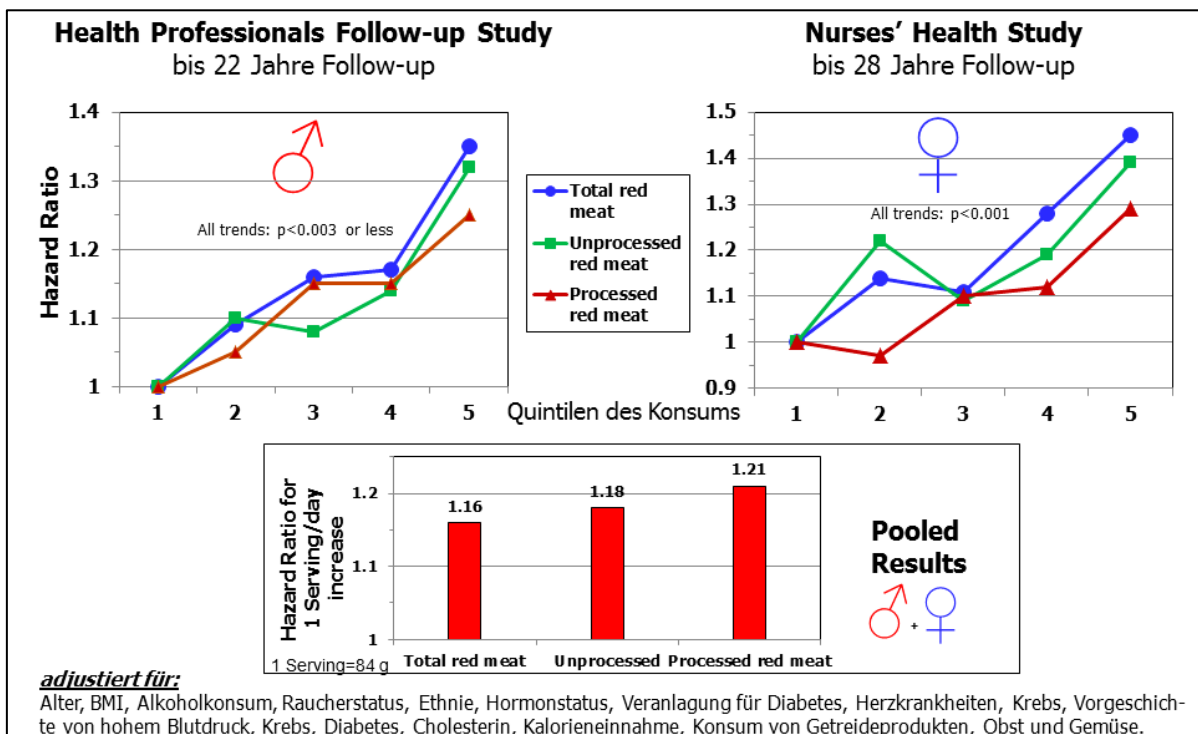 Health Professionals Follow-up Study
bis 22 Jahre Follow-up
Nurses' Health Study
bis 28 Jahre Follow-up
Hazard Ratio
1.4
1.3
1.2
1.1
1
All trends: p<0.003 or less
1 2 3 4 5
Total red
meat
Unprocessed
red meat
Processed
red meat
1.5
1.4
1.3
1.2
1.1
1
0.9
All trends: p<0.001
1 2 3 4 5
Quintilen des Konsums
Hazard Ratio for
1 Serving/day
increase
1.2
1.1
1
1.16
1.18
1.21
Total red meat
Unprocessed
Processed red meat
1 Serving=84 g
Pooled
Results
+
adjustiert für:
Alter, BMI, Alkoholkonsum, Raucherstatus, Ethnie, Hormonstatus, Veranlagung für Diabetes, Herzkrankheiten, Krebs, Vorgeschich-
te von hohem Blutdruck, Krebs, Diabetes, Cholesterin, Kalorieneinnahme, Konsum von Getreideprodukten, Obst und Gemüse.